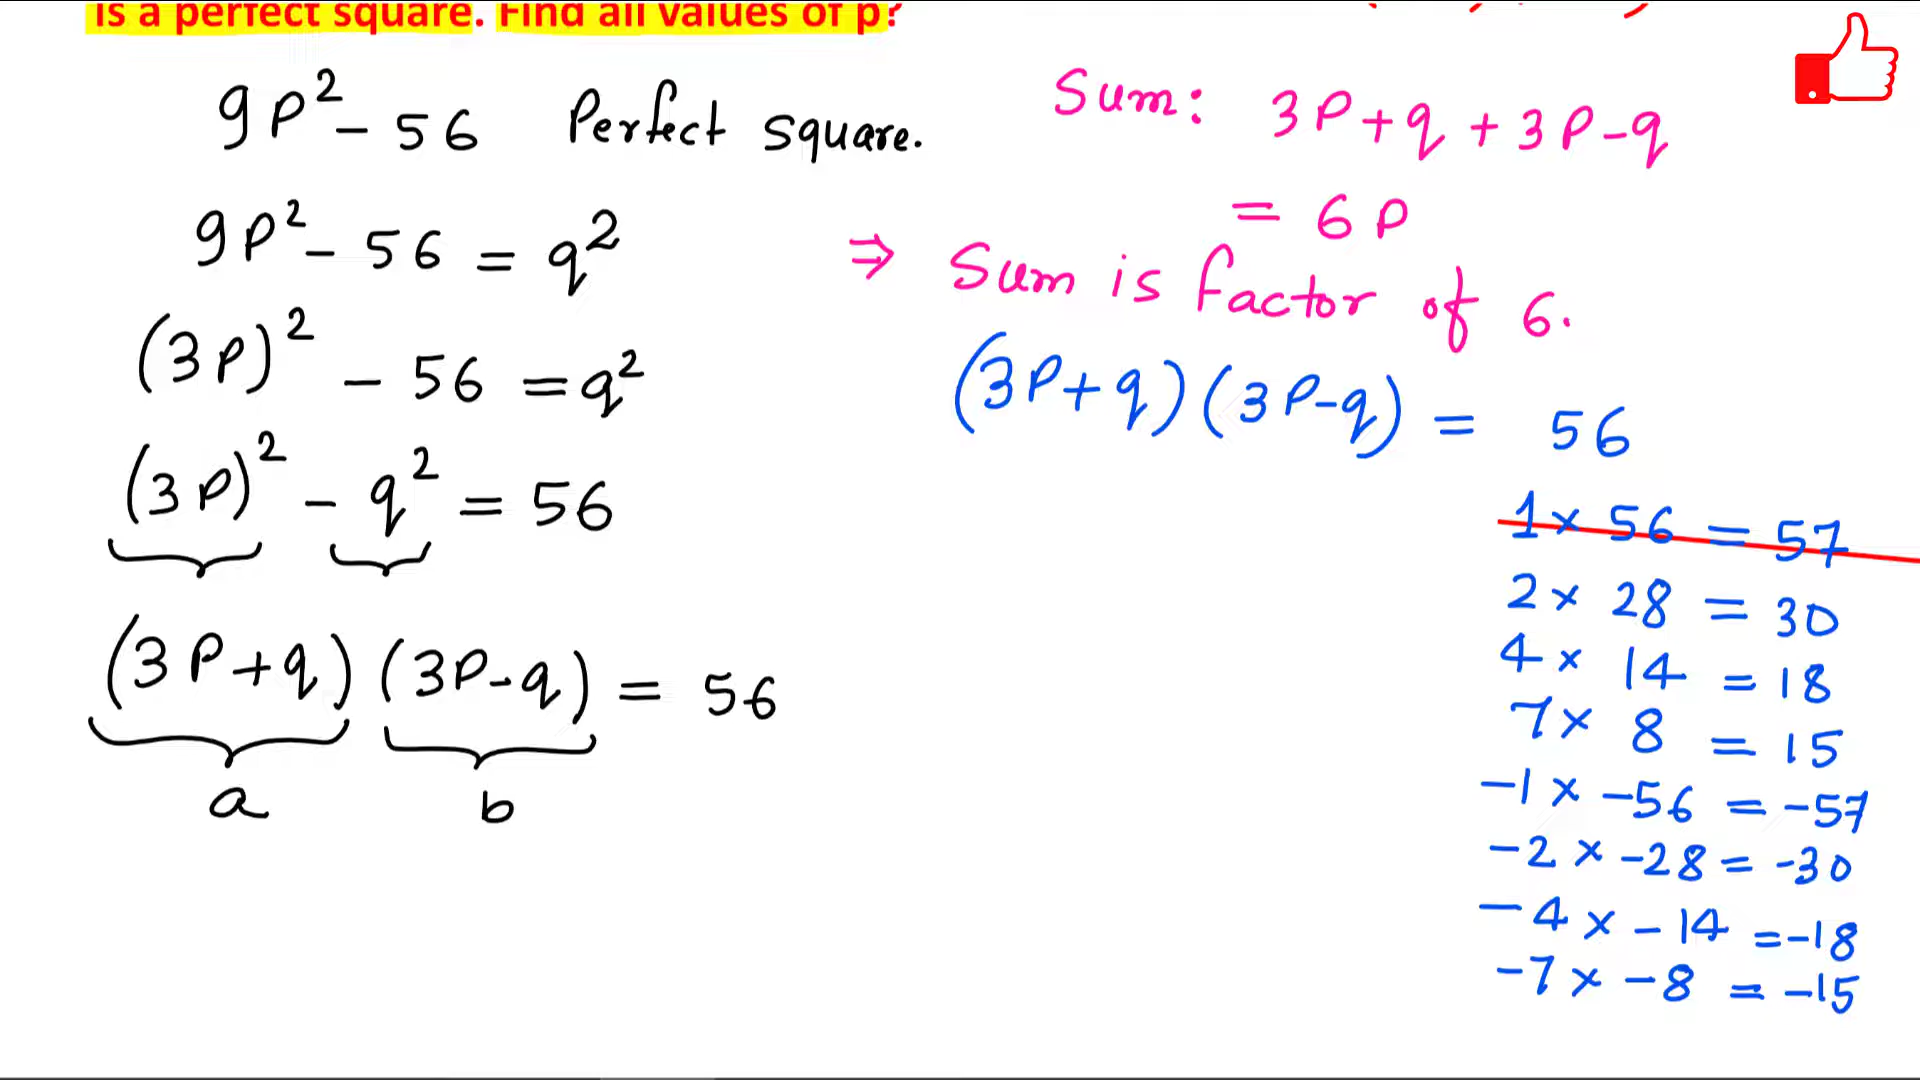 is a perfect square. Find all values of p?
9p² - 56 Perfect square.
9p² - 56 = q²
(3p)² - 56 = q²
(3p)² - q² = 56
(3p+q) (3p-q) = 56
a b
Sum: 3p+q + 3p-q
= 6p
⇒ Sum is factor of 6.
(3p+q) (3p-q) = 56
1 × 56 = 57
2 × 28 = 30
4 × 14 = 18
7 × 8 = 15
-1 × -56 = -57
-2 × -28 = -30
-4 × -14 = -18
-7 × -8 = -15